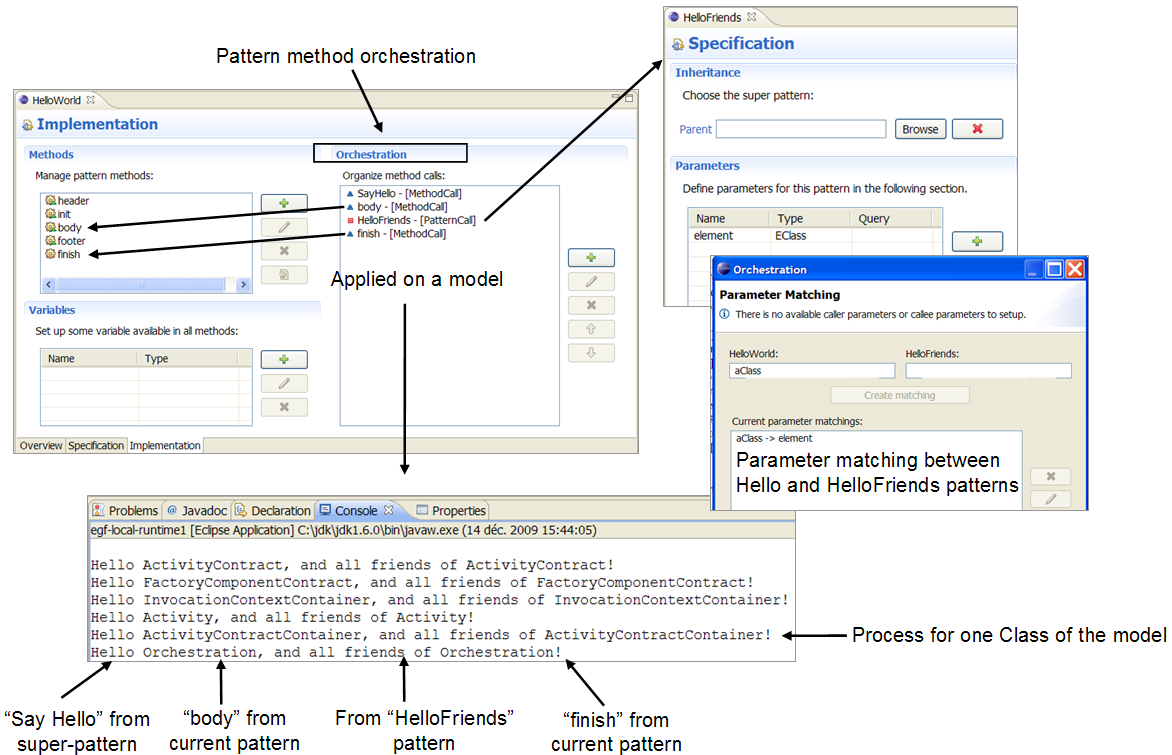 Pattern method orchestration
HelloWorld
Implementation
Methods
Manage pattern methods:
header
init
body
footer
finish
Variables
Set up some variable available in all methods:
Name Type
Orchestration
Organize method calls:
SayHello - [MethodCall]
body - [MethodCall]
HelloFriends - [PatternCall]
finish - [MethodCall]
Applied on a model
Overview Specification Implementation
HelloFriends
Specification
Inheritance
Choose the super pattern:
Parent Browse
Parameters
Define parameters for this pattern in the following section.
Name Type Query
element EClass
Orchestration
Parameter Matching
There is no available caller parameters or callee parameters to setup.
HelloWorld: HelloFriends:
aClass
Create matching
Current parameter matchings:
aClass -> element
Parameter matching between
Hello and HelloFriends patterns
Problems @ Javadoc Declaration Console Properties
egf-local-runtime1 [Eclipse Application] C:\jdk\jdk1.6.0\bin\javaw.exe (14 déc. 2009 15:44:05)
Hello ActivityContract, and all friends of ActivityContract!
Hello FactoryComponentContract, and all friends of FactoryComponentContract!
Hello InvocationContextContainer, and all friends of InvocationContextContainer!
Hello Activity, and all friends of Activity!
Hello ActivityContractContainer, and all friends of ActivityContractContainer!
Hello Orchestration, and all friends of Orchestration!
Process for one Class of the model
“Say Hello” from
super-pattern
“body” from
current pattern
From “HelloFriends”
pattern
“finish” from
current pattern